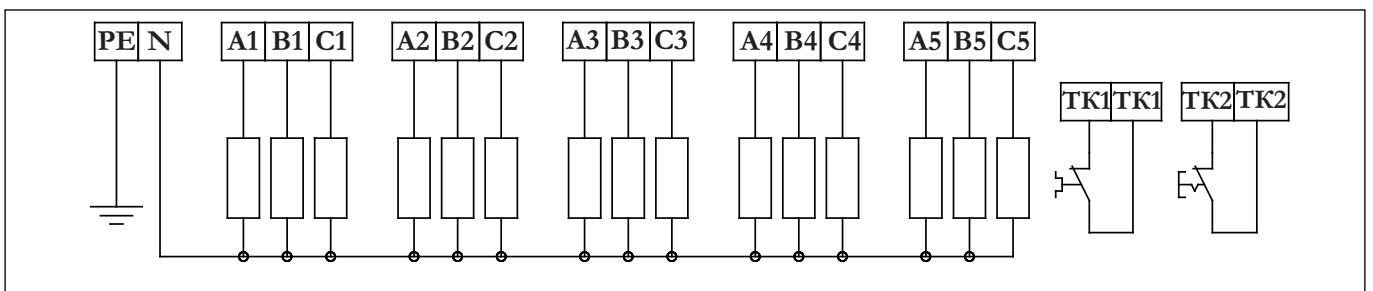 PE N A1 B1 C1 A2 B2 C2 A3 B3 C3 A4 B4 C4 A5 B5 C5
TK1 TK1 TK2 TK2